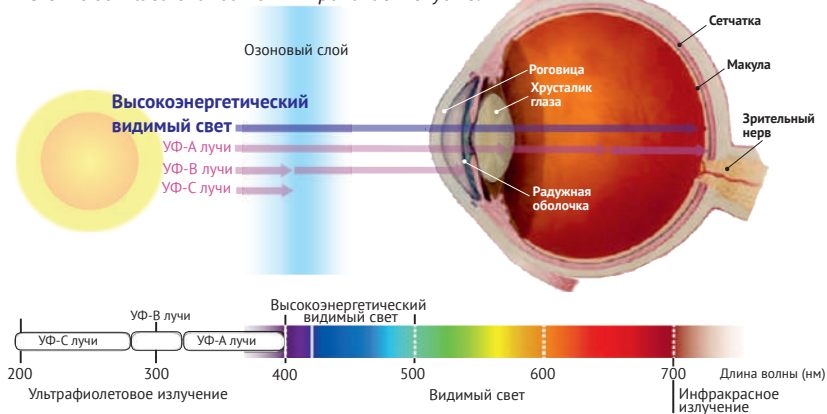 Озоновый слой
Высокоэнергетический
видимый свет
УФ-А лучи
УФ-В лучи
УФ-С лучи
Роговица
Хрусталик
глаза
Радужная
оболочка
Сетчатка
Макула
Зрительный
нерв
УФ-В лучи
Высокоэнергетический
видимый свет
УФ-С лучи
УФ-А лучи
200
300
400
500
600
700
Длина волны (нм)
Ультрафиолетовое излучение
Видимый свет
Инфракрасное
излучение